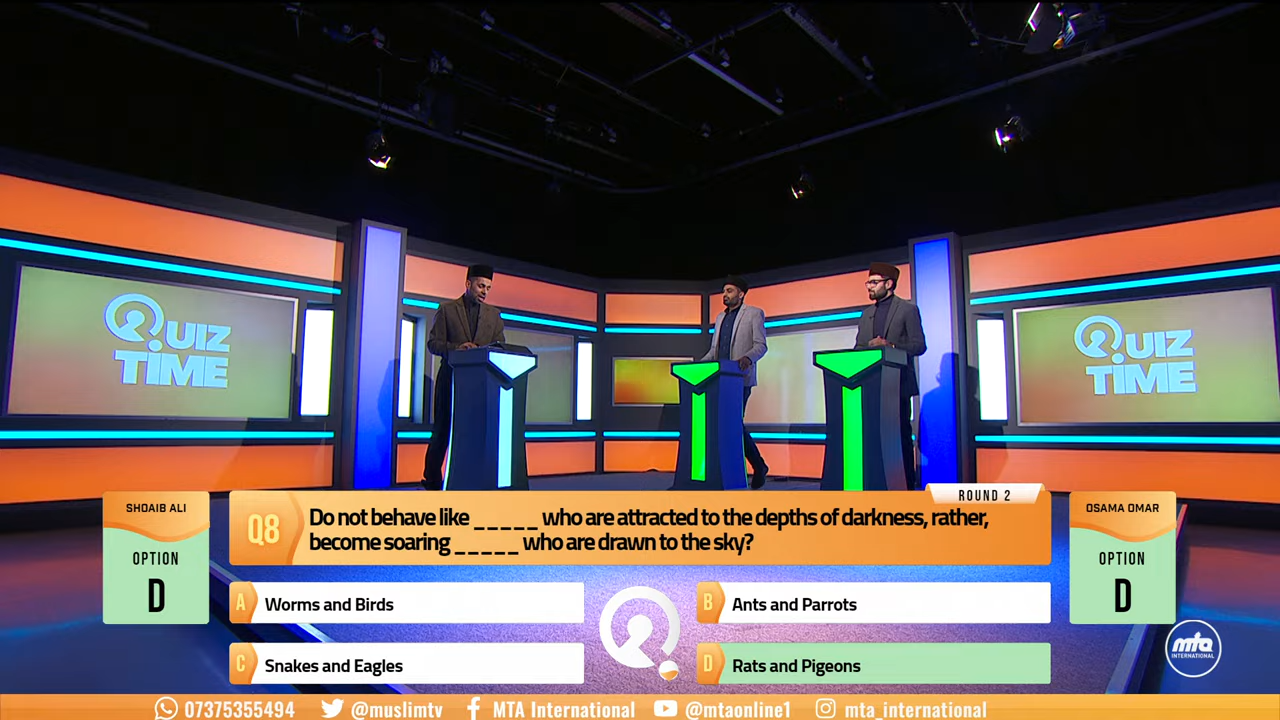 QUIZ
TIME
QUIZ
TIME
ROUND 2
SHOAIB ALI
OPTION
D
Q8
Do not behave like _____ who are attracted to the depths of darkness, rather,
become soaring _____ who are drawn to the sky?
OSAMA OMAR
OPTION
D
A Worms and Birds
B Ants and Parrots
C Snakes and Eagles
D Rats and Pigeons
mta
INTERNATIONAL
07375355494 @muslimtv MTA International @mtaonline1 mta_international